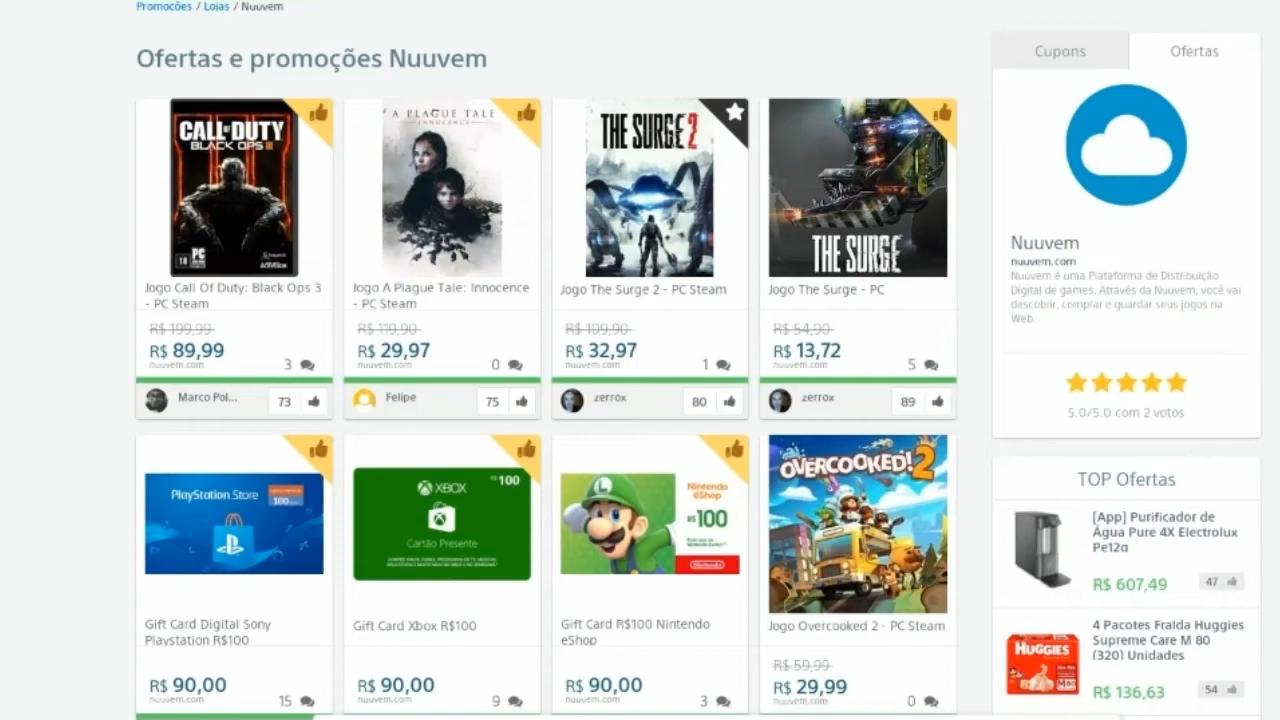 Promoções / Lojas / Nuuvem
Ofertas e promoções Nuuvem
Cupons
Ofertas
CALL OF DUTY
BLACK OPS III
18 PC
ACTIVISION
Jogo Call Of Duty: Black Ops 3
- PC Steam
R$ 199,99
R$ 89,99
nuuvem.com
3
Marco Pol...
73
A PLAGUE TALE
INNOCENCE
Jogo A Plague Tale: Innocence
- PC Steam
R$ 119,90
R$ 29,97
nuuvem.com
0
Felipe
75
THE SURGE 2
Jogo The Surge 2 - PC Steam
R$ 109,90
R$ 32,97
nuuvem.com
1
zerrox
80
THE SURGE
Jogo The Surge - PC
R$ 54,90
R$ 13,72
nuuvem.com
5
zerrox
89
Nuuvem
nuuvem.com
Nuuvem é uma Plataforma de Distribuição
Digital de games. Através da Nuuvem, você vai
descobrir, comprar e guardar seus jogos na
Web.
5.0/5.0 com 2 votos
PlayStation Store
100
Gift Card Digital Sony
Playstation R$100
R$ 90,00
nuuvem.com
15
XBOX
R$100
Cartão Presente
Gift Card Xbox R$100
R$ 90,00
nuuvem.com
9
Nintendo
eShop
R$100
Nintendo
Gift Card R$100 Nintendo
eShop
R$ 90,00
nuuvem.com
3
OVERCOOKED! 2
Jogo Overcooked 2 - PC Steam
R$ 59,99
R$ 29,99
nuuvem.com
0
TOP Ofertas
[App] Purificador de
Água Pure 4X Electrolux
Pe12a
R$ 607,49
47
HUGGIES
4 Pacotes Fralda Huggies
Supreme Care M 80
(320) Unidades
R$ 136,63
54